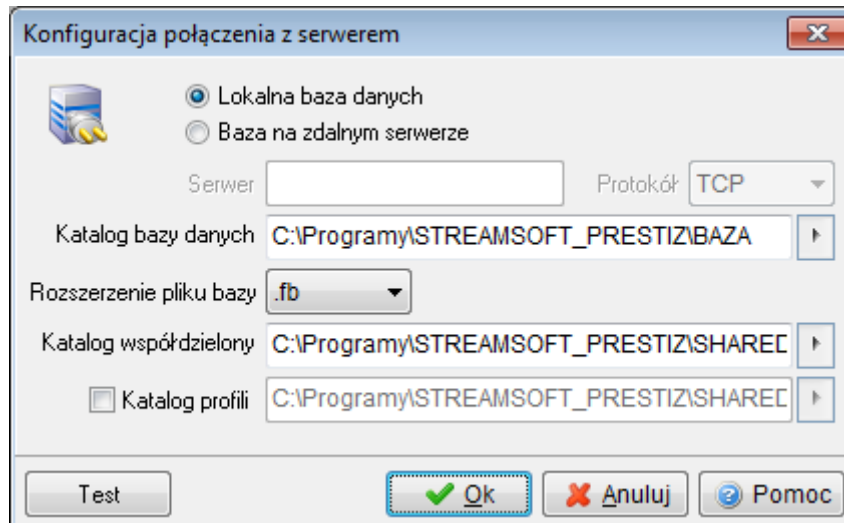 Konfiguracja połączenia z serwerem
Lokalna baza danych
Baza na zdalnym serwerze
Serwer Protokół TCP
Katalog bazy danych C:\Programy\STREAMSOFT_PRESTIZ\BAZA
Rozszerzenie pliku bazy .fb
Katalog współdzielony C:\Programy\STREAMSOFT_PRESTIZ\SHARED
Katalog profili C:\Programy\STREAMSOFT_PRESTIZ\SHARED
Test Ok Anuluj Pomoc